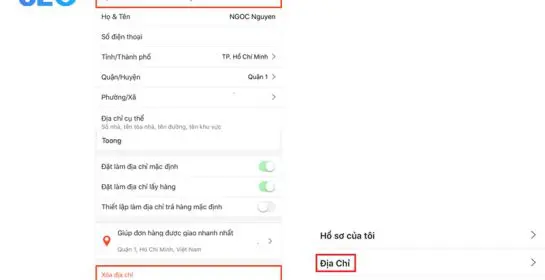 SEO
Họ & Tên NGOC Nguyen
Số điện thoại
Tỉnh/Thành phố TP. Hồ Chí Minh
Quận/Huyện Quận 1
Phường/Xã
Địa chỉ cụ thể
Số nhà, tên tòa nhà, tên đường, tên khu vực
Toong
Đặt làm địa chỉ mặc định
Đặt làm địa chỉ lấy hàng
Thiết lập làm địa chỉ trả hàng mặc định
Giúp đơn hàng được giao nhanh nhất
Quận 1, Hồ Chí Minh, Việt Nam
Xóa địa chỉ
Hồ sơ của tôi
Địa Chỉ